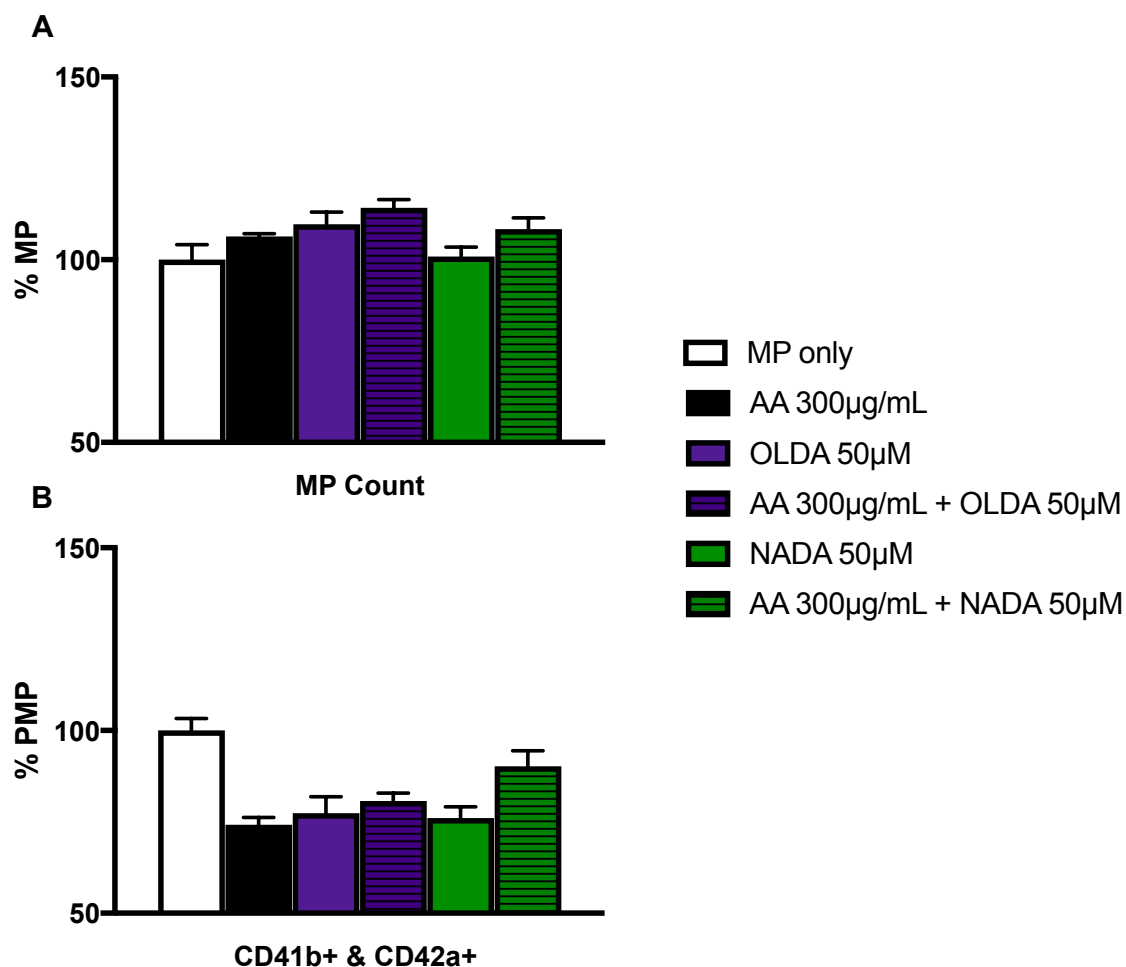 A
150
100
50
% MP
MP Count
MP only
AA 300µg/mL
OLDA 50µM
AA 300µg/mL + OLDA 50µM
NADA 50µM
AA 300µg/mL + NADA 50µM
B
150
100
50
% PMP
CD41b+ & CD42a+